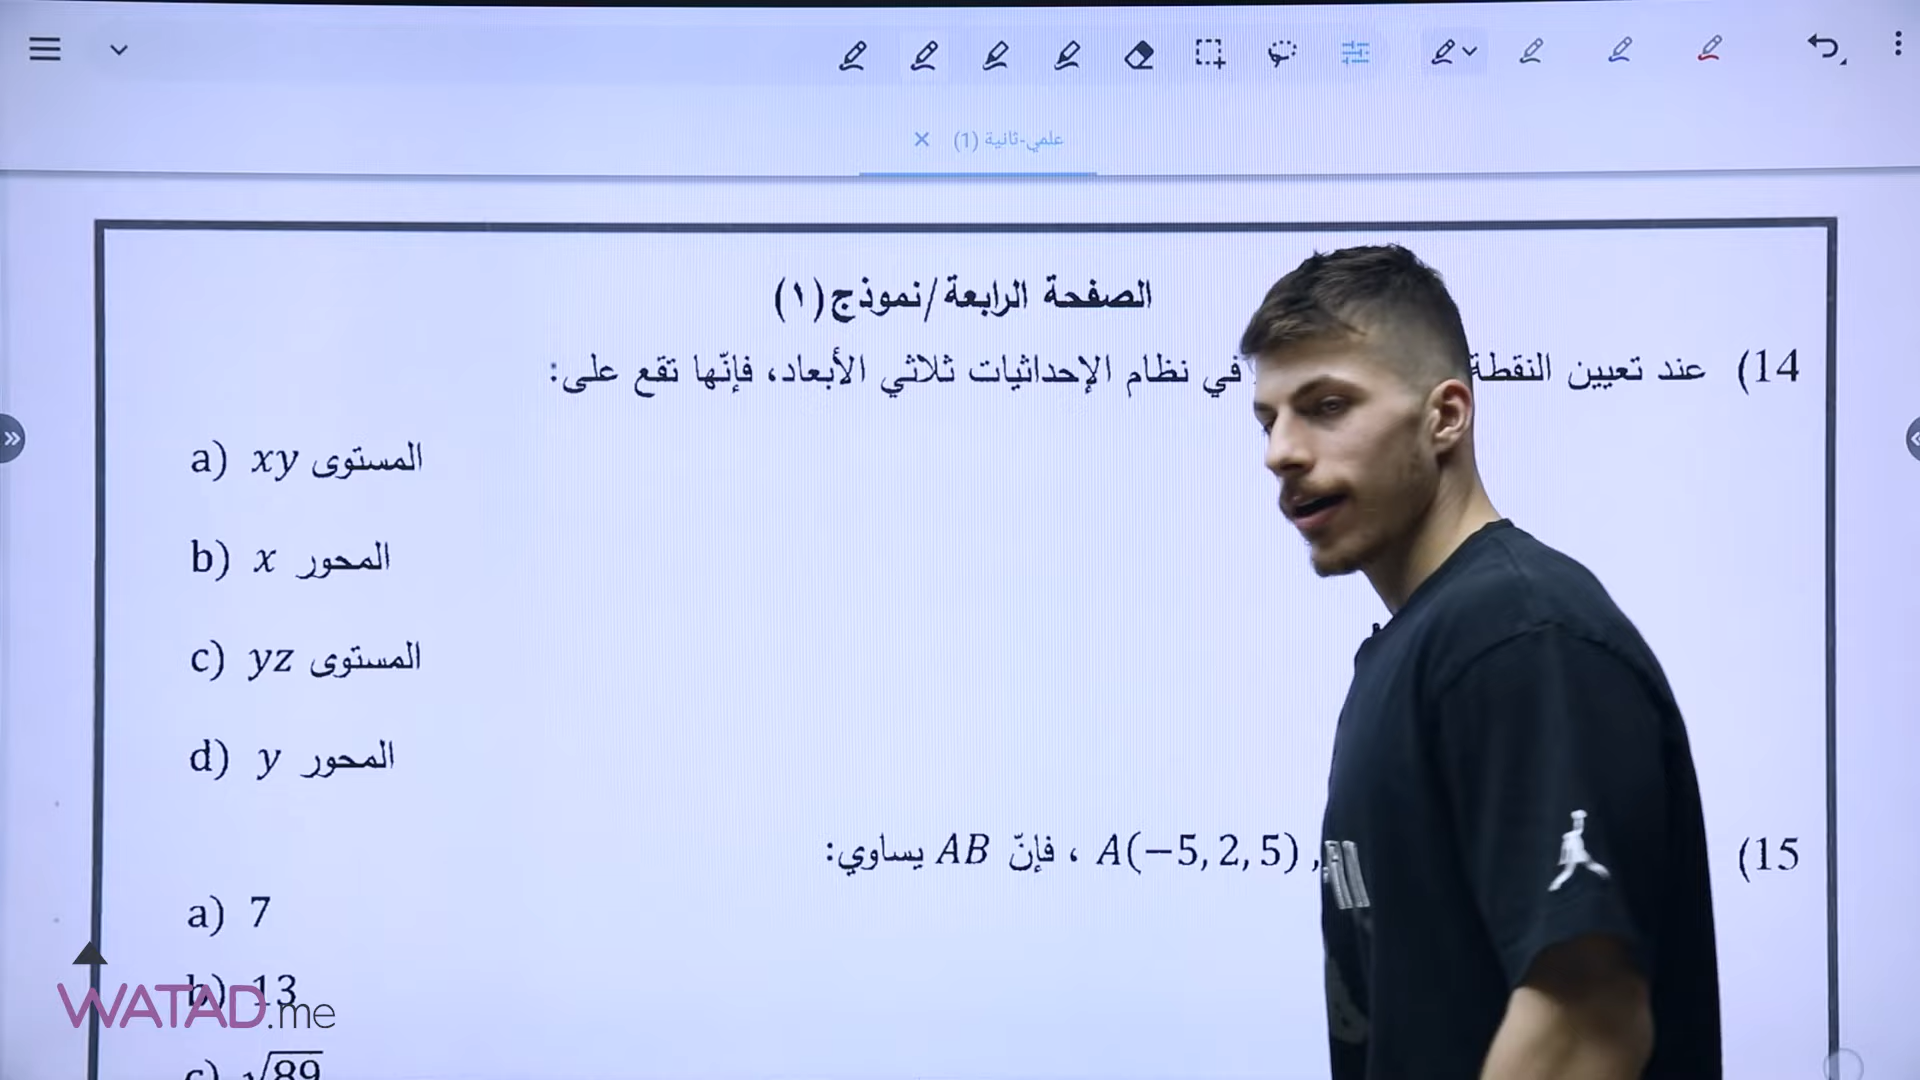 علمي-ثانية (1)
الصفحة الرابعة/نموذج(١)
14) عند تعيين النقطة في نظام الإحداثيات ثلاثي الأبعاد، فإنّها تقع على:
a) xy المستوى
b) x المحور
c) yz المستوى
d) y المحور
15) , A(−5, 2, 5) ، فإنّ AB يساوي:
a) 7
b) 13
c) √89
WATAD.me